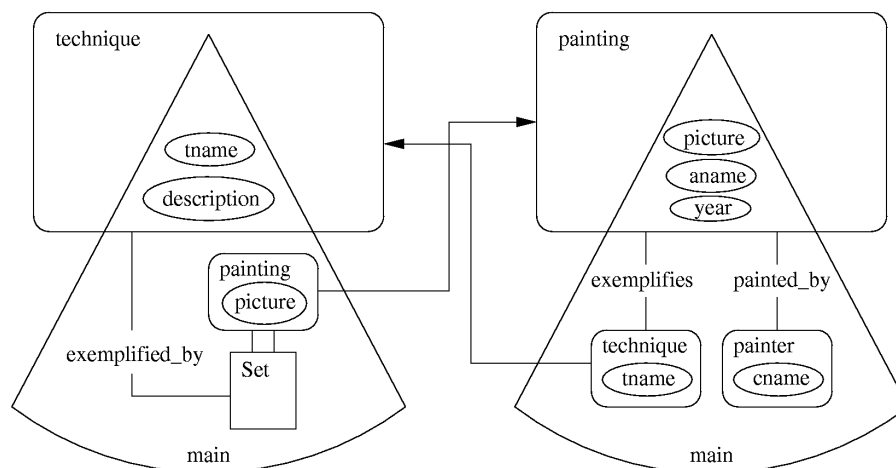 technique
tname
description
painting
picture
exemplified_by
Set
main
painting
picture
aname
year
exemplifies
painted_by
technique
tname
painter
cname
main